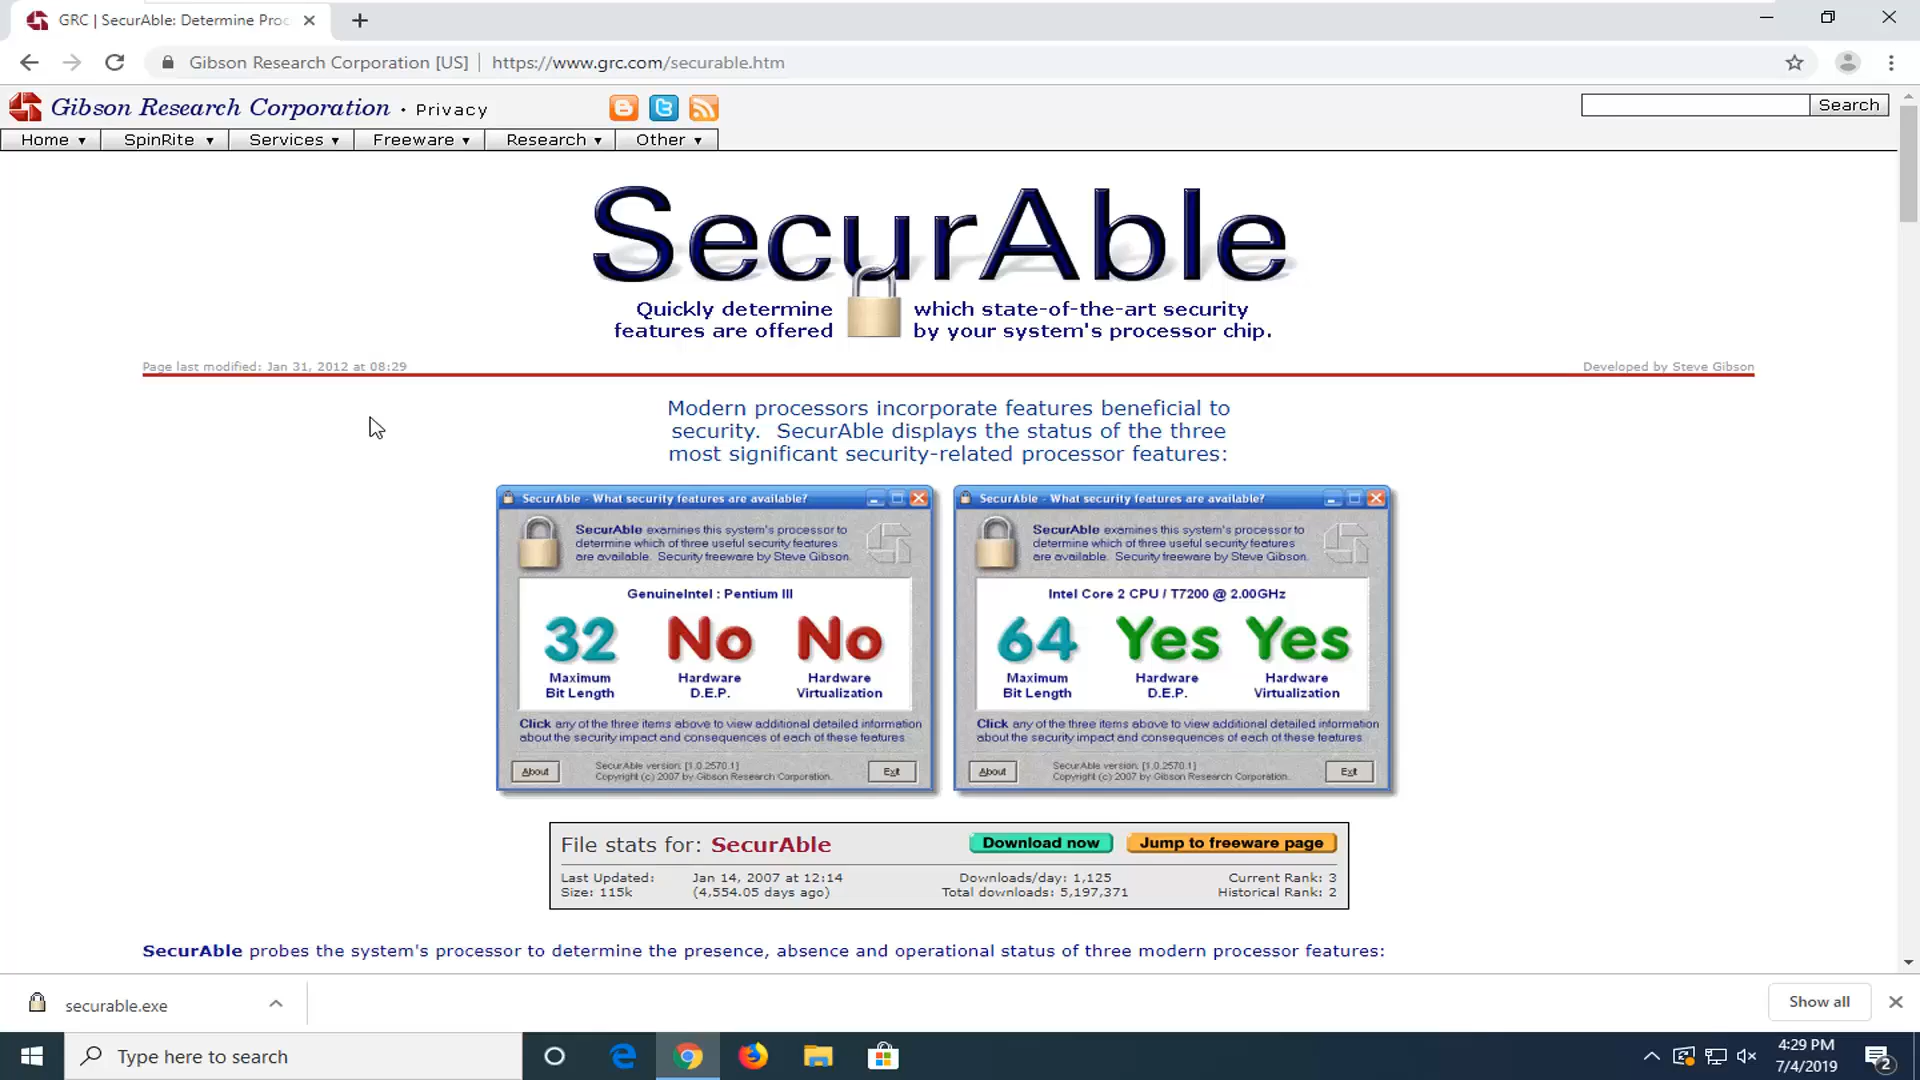 GRC | SecurAble: Determine Proc
Gibson Research Corporation [US] | https://www.grc.com/securable.htm
Gibson Research Corporation · Privacy
Search
Home ▾ SpinRite ▾ Services ▾ Freeware ▾ Research ▾ Other ▾
SecurAble
Quickly determine which state-of-the-art security
features are offered by your system's processor chip.
Page last modified: Jan 31, 2012 at 08:29
Developed by Steve Gibson
Modern processors incorporate features beneficial to
security. SecurAble displays the status of the three
most significant security-related processor features:
SecurAble - What security features are available?
SecurAble examines this system's processor to
determine which of three useful security features
are available. Security freeware by Steve Gibson.
GenuineIntel : Pentium III
32 No No
Maximum Hardware Hardware
Bit Length D.E.P. Virtualization
Click any of the three items above to view additional detailed information
about the security impact and consequences of each of these features
About
SecurAble version: [1.0.2570.1]
Copyright (c) 2007 by Gibson Research Corporation.
Exit
SecurAble - What security features are available?
SecurAble examines this system's processor to
determine which of three useful security features
are available. Security freeware by Steve Gibson.
Intel Core 2 CPU / T7200 @ 2.00GHz
64 Yes Yes
Maximum Hardware Hardware
Bit Length D.E.P. Virtualization
Click any of the three items above to view additional detailed information
about the security impact and consequences of each of these features
About
SecurAble version: [1.0.2570.1]
Copyright (c) 2007 by Gibson Research Corporation.
Exit
File stats for: SecurAble Download now Jump to freeware page
Last Updated: Jan 14, 2007 at 12:14 Downloads/day: 1,125 Current Rank: 3
Size: 115k (4,554.05 days ago) Total downloads: 5,197,371 Historical Rank: 2
SecurAble probes the system's processor to determine the presence, absence and operational status of three modern processor features:
securable.exe
Show all
Type here to search
4:29 PM
7/4/2019
2